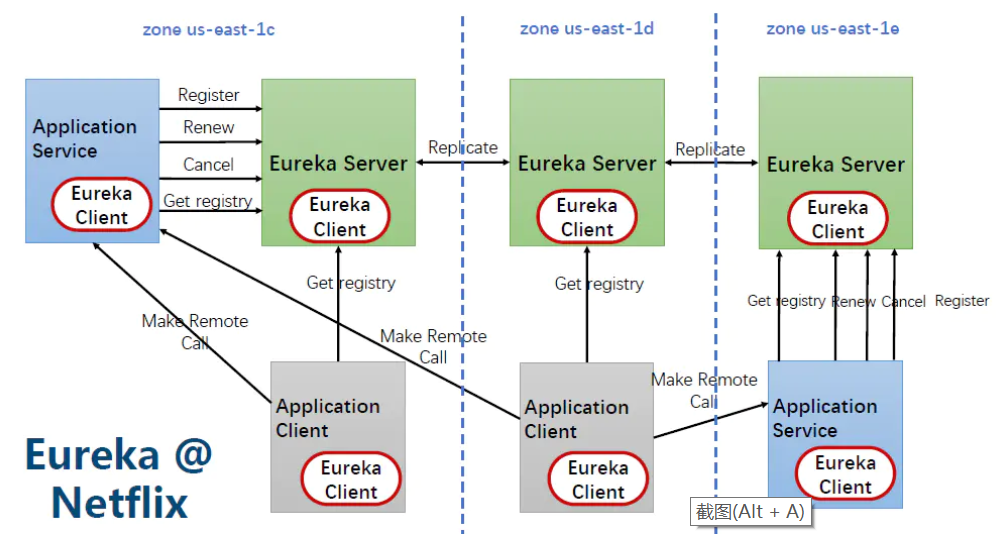 zone us-east-1c
zone us-east-1d
zone us-east-1e
Application
Service
Eureka
Client
Register
Renew
Cancel
Get registry
Eureka Server
Eureka
Client
Replicate
Eureka Server
Eureka
Client
Replicate
Eureka Server
Eureka
Client
Get registry
Get registry
Get registry
Renew
Cancel
Register
Make Remote
Call
Make Remote
Call
Make Remote
Call
Application
Client
Eureka
Client
Application
Client
Eureka
Client
Application
Service
Eureka
Client
Eureka @
Netflix
截图(Alt + A)